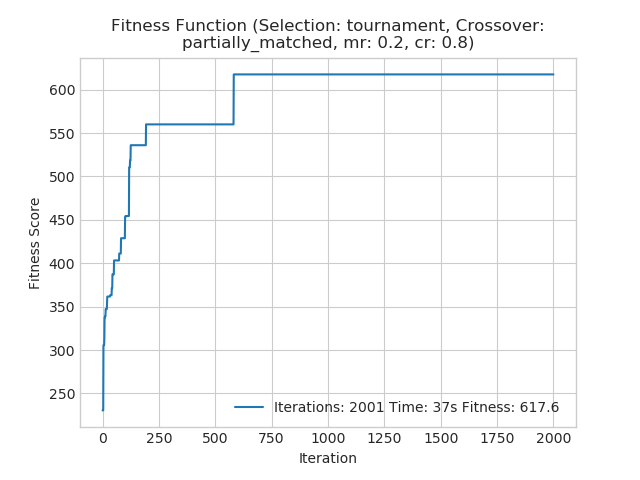 Fitness Function (Selection: tournament, Crossover:
partially_matched, mr: 0.2, cr: 0.8)
Fitness Score
600
550
500
450
400
350
300
250
Iterations: 2001 Time: 37s Fitness: 617.6
0 250 500 750 1000 1250 1500 1750 2000
Iteration